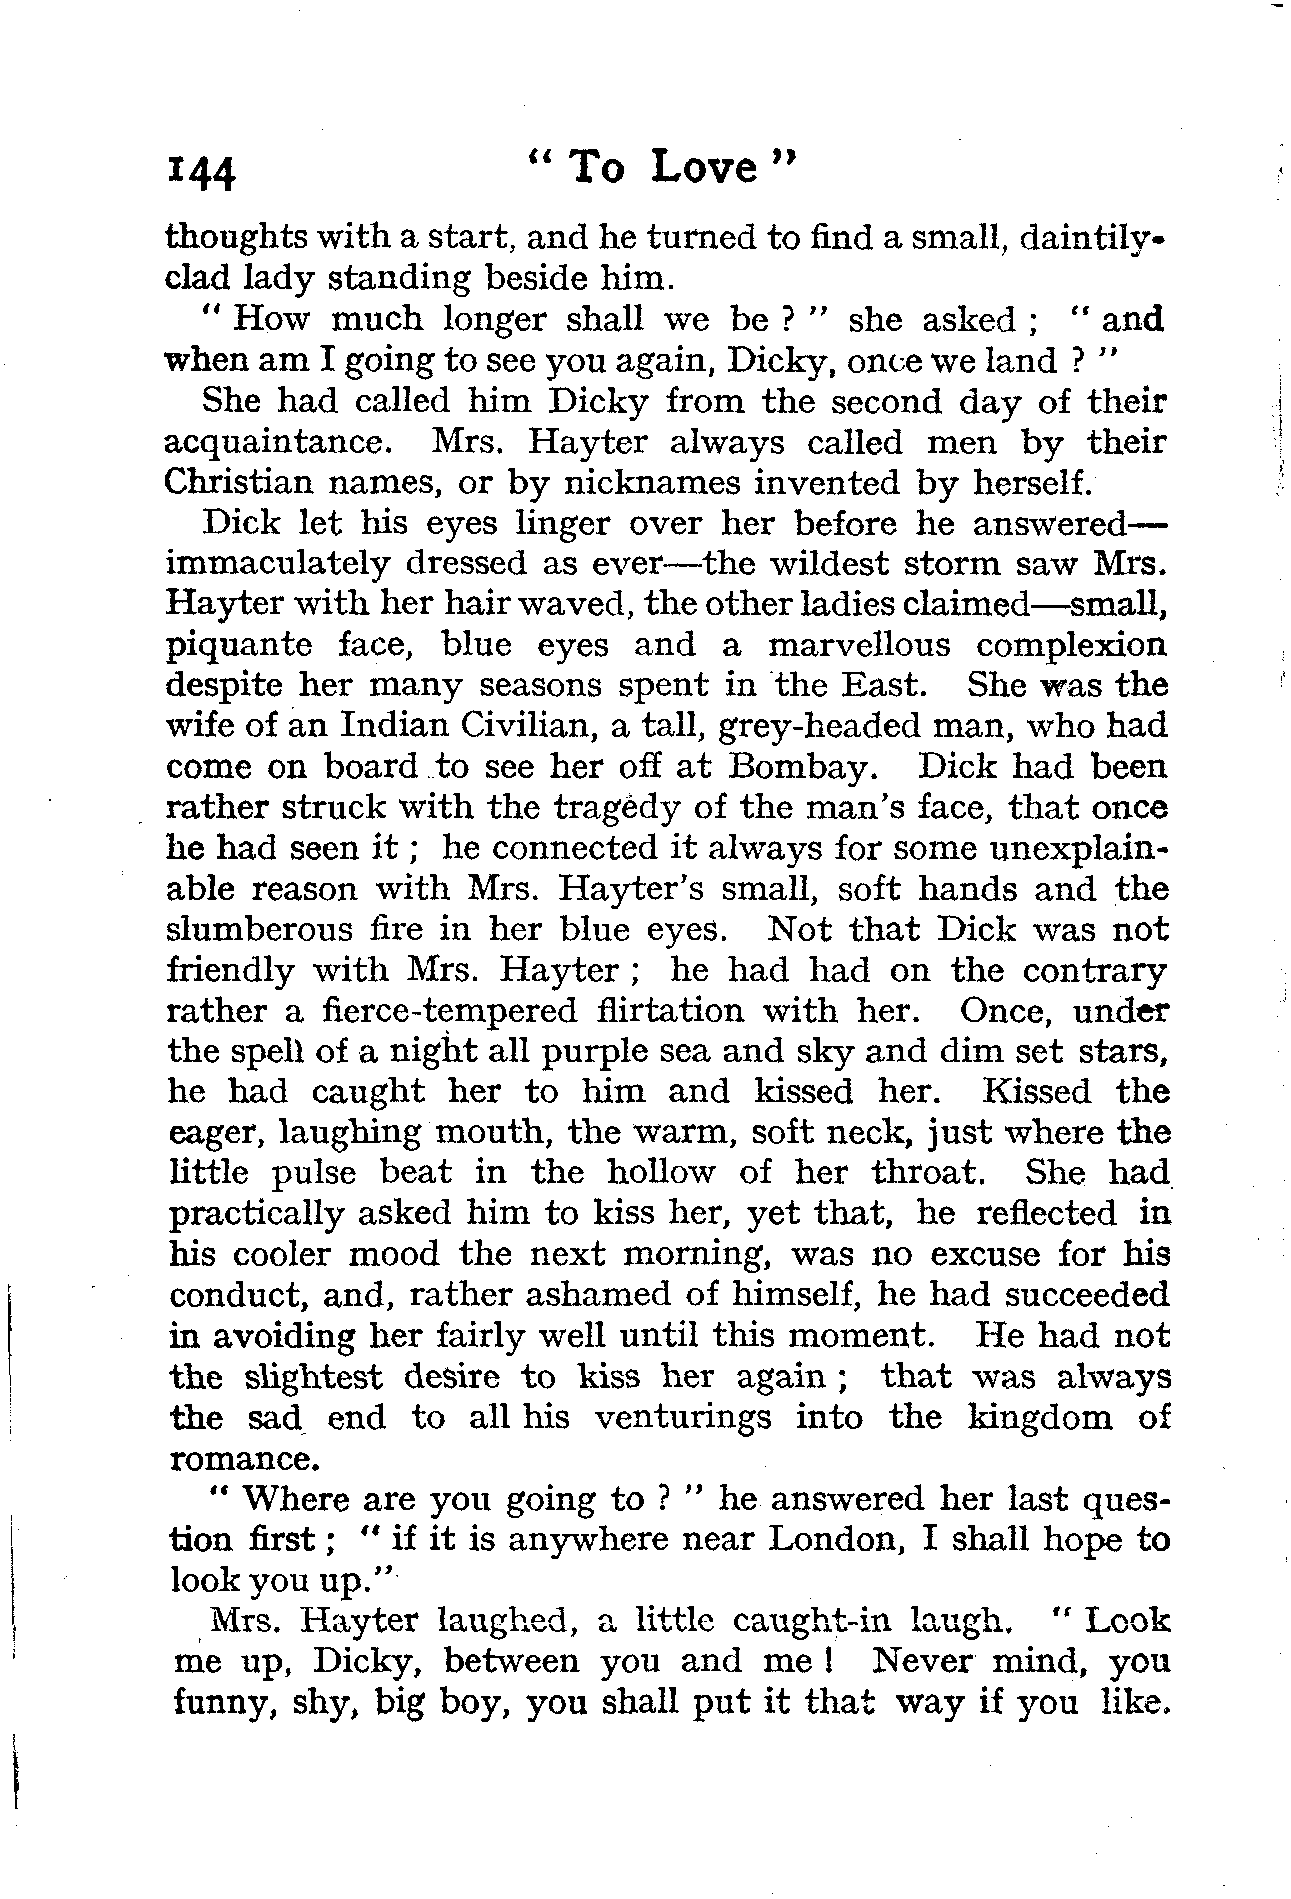 144 " To Love "
thoughts with a start, and he turned to find a small, daintily-
clad lady standing beside him.
" How much longer shall we be ? " she asked ; " and
when am I going to see you again, Dicky, once we land ? "
She had called him Dicky from the second day of their
acquaintance. Mrs. Hayter always called men by their
Christian names, or by nicknames invented by herself.
Dick let his eyes linger over her before he answered—
immaculately dressed as ever—the wildest storm saw Mrs.
Hayter with her hair waved, the other ladies claimed—small,
piquante face, blue eyes and a marvellous complexion
despite her many seasons spent in the East. She was the
wife of an Indian Civilian, a tall, grey-headed man, who had
come on board to see her off at Bombay. Dick had been
rather struck with the tragedy of the man's face, that once
he had seen it ; he connected it always for some unexplain-
able reason with Mrs. Hayter's small, soft hands and the
slumberous fire in her blue eyes. Not that Dick was not
friendly with Mrs. Hayter ; he had had on the contrary
rather a fierce-tempered flirtation with her. Once, under
the spell of a night all purple sea and sky and dim set stars,
he had caught her to him and kissed her. Kissed the
eager, laughing mouth, the warm, soft neck, just where the
little pulse beat in the hollow of her throat. She had
practically asked him to kiss her, yet that, he reflected in
his cooler mood the next morning, was no excuse for his
conduct, and, rather ashamed of himself, he had succeeded
in avoiding her fairly well until this moment. He had not
the slightest desire to kiss her again ; that was always
the sad end to all his venturings into the kingdom of
romance.
" Where are you going to ? " he answered her last ques-
tion first ; " if it is anywhere near London, I shall hope to
look you up."
Mrs. Hayter laughed, a little caught-in laugh. " Look
me up, Dicky, between you and me ! Never mind, you
funny, shy, big boy, you shall put it that way if you like.